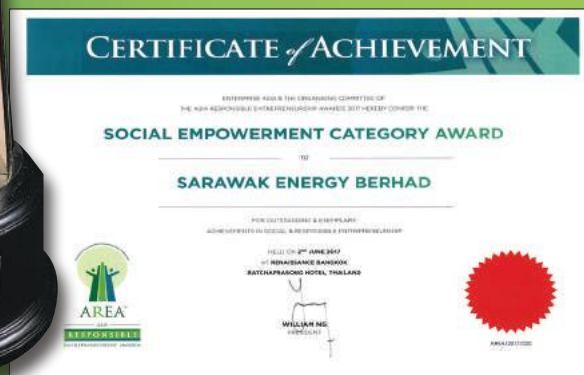 CERTIFICATE of ACHIEVEMENT
ENTERPRISE ASIA & THE ORGANISING COMMITTEE OF
THE ASIA RESPONSIBLE ENTREPRENEURSHIP AWARDS 2017 HEREBY CONFER THE
SOCIAL EMPOWERMENT CATEGORY AWARD
TO
SARAWAK ENERGY BERHAD
FOR OUTSTANDING & EXEMPLARY
ACHIEVEMENTS IN SOCIAL & RESPONSIBLE ENTREPRENEURSHIP
HELD ON 2ND JUNE 2017
AT RENAISSANCE BANGKOK
RATCHAPRASONG HOTEL, THAILAND
WILLIAM NG
PRESIDENT
AREA
ASIA
RESPONSIBLE
ENTREPRENEURSHIP AWARDS